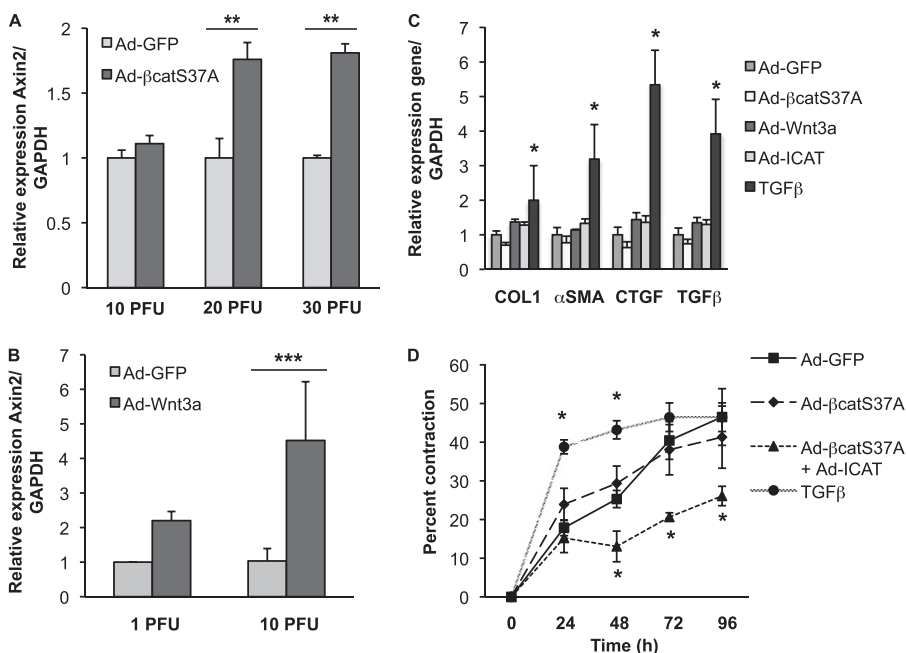 A
Relative expression Axin2/
GAPDH
2
1.5
1
0.5
0
Ad-GFP
Ad-βcatS37A
**
**
10 PFU
20 PFU
30 PFU
B
Relative expression Axin2/
GAPDH
7
6
5
4
3
2
1
0
Ad-GFP
Ad-Wnt3a
***
1 PFU
10 PFU
C
Relative expression gene/
GAPDH
7
6
5
4
3
2
1
0
*
*
*
*
COL1
αSMA
CTGF
TGFβ
Ad-GFP
Ad-βcatS37A
Ad-Wnt3a
Ad-ICAT
TGFβ
D
Percent contraction
60
50
40
30
20
10
0
*
*
*
*
*
0
24
48
72
96
Time (h)
Ad-GFP
Ad-βcatS37A
Ad-βcatS37A
+ Ad-ICAT
TGFβ